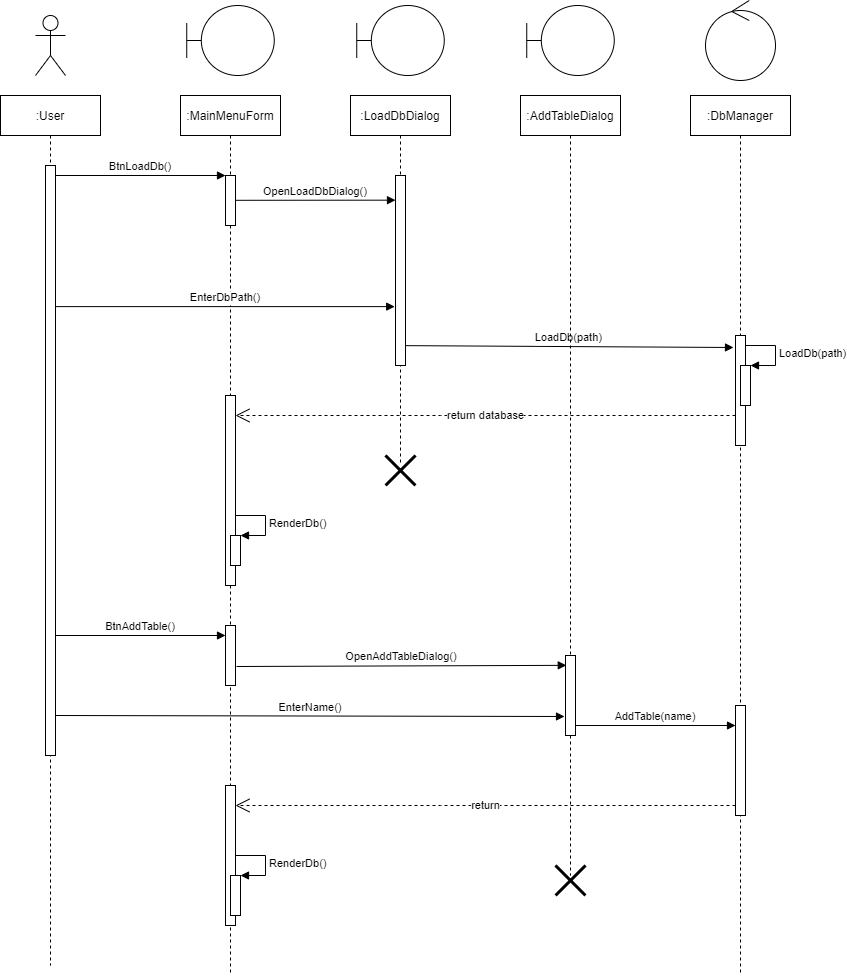 :User
:MainMenuForm
:LoadDbDialog
:AddTableDialog
:DbManager
BtnLoadDb()
OpenLoadDbDialog()
EnterDbPath()
LoadDb(path)
LoadDb(path)
return database
RenderDb()
BtnAddTable()
OpenAddTableDialog()
EnterName()
AddTable(name)
return
RenderDb()